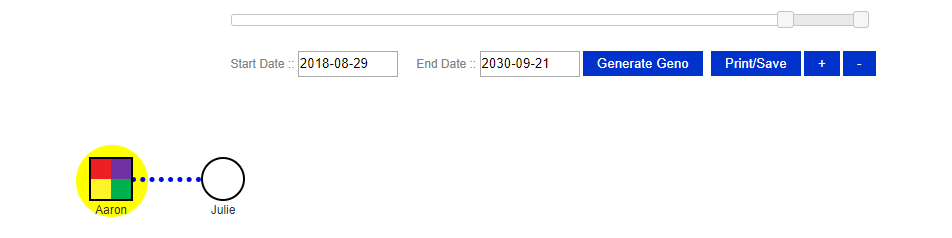 Start Date :: 2018-08-29 End Date :: 2030-09-21 Generate Geno Print/Save + -
Aaron Julie